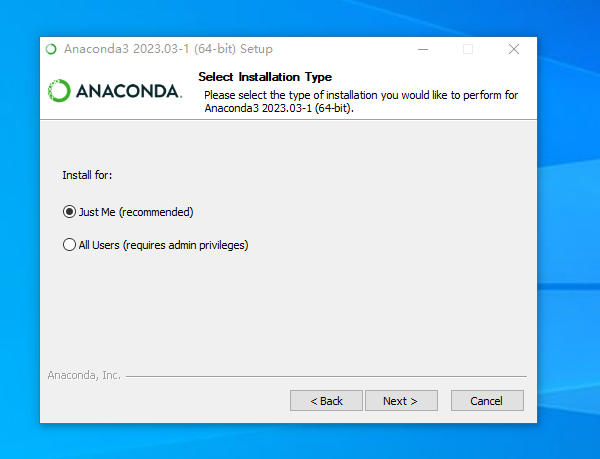 Anaconda3 2023.03-1 (64-bit) Setup
ANACONDA.
Select Installation Type
Please select the type of installation you would like to perform for
Anaconda3 2023.03-1 (64-bit).
Install for:
Just Me (recommended)
All Users (requires admin privileges)
Anaconda, Inc.
< Back
Next >
Cancel